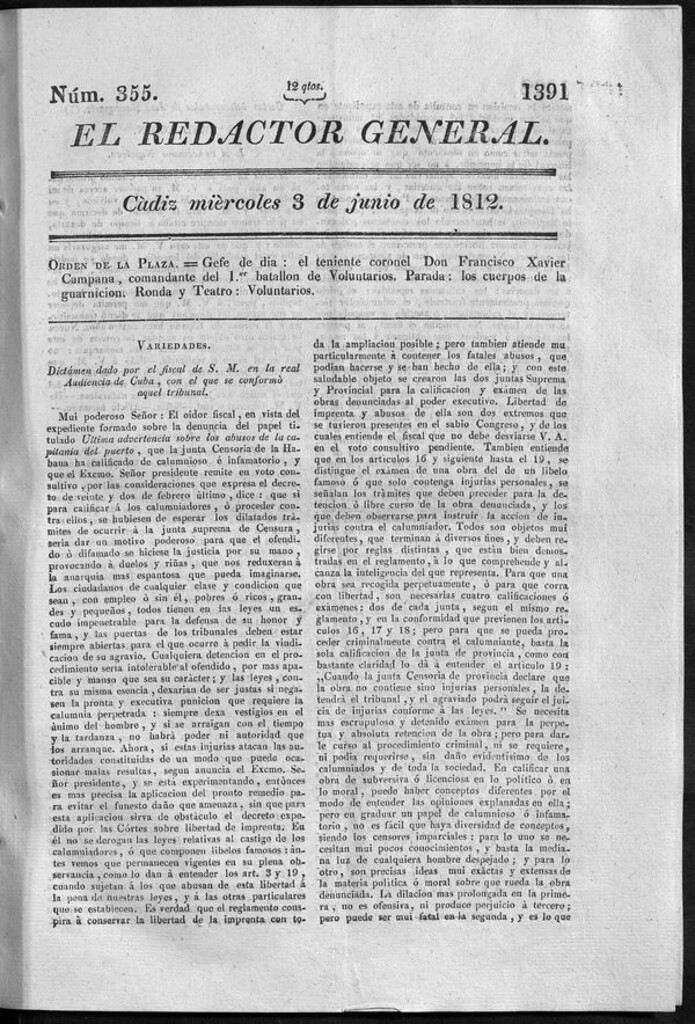 Núm. 355.
12 qtos.
1391
EL REDACTOR GENERAL.
Càdiz mièrcoles 3 de junio de 1812.
ORDEN DE LA PLAZA. = Gefe de dia : el teniente coronel Don Francisco Xavier
Campana , comandante del 1.er batallon de Voluntarios. Parada : los cuerpos de la
guarnicion. Ronda y Teatro : Voluntarios.
VARIEDADES.
Dictámen dado por el fiscal de S. M. en la real
Audiencia de Cuba , con el que se conformò
aquel tribunal.
Mui poderoso Señor : El oidor fiscal , en vista del
expediente formado sobre la denuncia del papel ti-
tulado Ultima advertencia sobre los abusos de la ca-
pitania del puerto , que la junta Censoria de la Ha-
bana ha calificado de calumnioso è infamatorio , y
que el Excmo. Señor presidente remite en voto con-
sultivo , por las consideraciones que expresa el decre-
to de veinte y dos de febrero último , dice : que si
para calificar á los calumniadores , ò proceder con-
tra ellos , se hubiesen de esperar los dilatados trá-
mites de ocurrir à la junta suprema de Censura ,
seria dar un motivo poderoso para que el ofendi-
do ò difamado se hiciese la justicia por su mano ,
provocando à duelos y riñas , que nos reduxeran à
la anarquia mas espantosa que pueda imaginarse.
Los ciudadanos de cualquier clase y condicion que
sean , con empleo ò sin èl , pobres ó ricos , gran-
des y pequeños , todos tienen en las leyes un es-
cudo impenetrable para la defensa de su honor y
fama , y las puertas de los tribunales deben estar
siempre abiertas para el que ocurre à pedir la vindi-
cacion de su agravio. Cualquiera detencion en el pro-
cedimiento seria intolerable al ofendido , por mas apa-
cible y manso que sea su carácter ; y las leyes , con-
tra su misma esencia , dexarian de ser justas si nega-
sen la pronta y executiva punicion que requiere la
calumnia perpetrada : siempre dexa vestigios en el
ánimo del hombre , y si se arraigan con el tiempo
y la tardanza , no habrá poder ni autoridad que
los arranque. Ahora , si estas injurias atacan las au-
toridades constituidas de un modo que puedo oca-
sionar malas resultas , segun anuncia el Excmo. Se-
ñor presidente , y se está experimentando , entònces
es mas precisa la aplicacion del pronto remedio pa-
ra evitar el funesto daño que amenaza , sin que para
esta aplicacion sirva de obstáculo el decreto expe-
dido por las Córtes sobre libertad de imprenta. En
él no se derogan las leyes relativas al castigo de los
calumniadores , ó que componen libelos famosos : án-
tes vemos que permanecen vigentes en su plena ob-
servancia , como lo dan á entender los art. 3 y 19 ,
cuando sujetan á los que abusan de esta libertad á
la pena de nuestras leyes , y á las otras particulares
que se establecen. Es verdad que el reglamento cons-
pira à conservar la libertad de la imprenta con to-
da la ampliacion posible ; pero tambien atiende mu
particularmente à contener los fatales abusos , que
podian hacerse y se han hecho de ella ; y con este
saludable objeto se crearon las dos juntas Suprema
y Provincial para la calificacion y exámen de las
obras denunciadas al poder executivo. Libertad de
imprenta y abusos de ella son dos extremos que
se tuvieron presentes en el sabio Congreso , y de los
cuales entiende el fiscal que no debe desviarse V. A.
en el voto consultivo pendiente. Tambien entiende
que en los articulos 16 y siguiente hasta el 19 , se
distingue el exámen de una obra del de un libelo
famoso ó que solo contenga injurias personales , se
señalan los tràmites que deben preceder para la de-
tencion ó libre curso de la obra denunciada , y los
que deben observarse para instruir la accion de in-
jurias contra el calumniador. Todos son objetos mui
diferentes , que terminan á diversos fines , y deben re-
girse por reglas distintas , que están bien demos-
tradas en el reglamento , à lo que comprehende y al-
canza la inteligencia del que representa. Para que una
obra sea recogida perpetuamente , ò para que corra
con libertad , son necesarias cuatro calificaciones ó
exámenes : dos de cada junta , segun el mismo re-
glamento , y en la conformidad que previenen los arti-
culos 16 , 17 y 18 ; pero para que se pueda pro-
ceder criminalmente contra el calumniante , basta la
sola calificacion de la junta de provincia , como con
bastante claridad lo dà à entender el articulo 19 :
„Cuando la junta Censoria de provincia declare que
la obra no contiene sino injurias personales , la de-
tendrá el tribunal , y el agraviado podrá seguir el jui-
cio de injurias conforme á las leyes. " Se necesita
mas escrupuloso y detenido exámen para la perpe-
tua y absoluta retencion de la obra ; pero para dar-
le curso al procedimiento criminal , ni se requiere ,
ni podia requerirse , sin daño evidentisimo de los
calumniados y de toda la sociedad. En calificar una
obra de subversiva ó licenciosa en lo polìtico ó en
lo moral , puede haber conceptos diferentes por el
modo de entender las opiniones explanadas en ella ;
pero en graduar un papel de calumnioso ó infama-
torio , no es fàcil que haya diversidad de conceptos ,
siendo los censores imparciales : para lo uno se ne-
cesitan mui pocos conocimientos , y basta la media-
na luz de cualquiera hombre despejado ; y para lo
otro , son precisas ideas mui exáctas y extensas de
la materia politica ó moral sobre que rueda la obra
denunciada. La dilacion mas prolongada en la prime-
ra , no es ofensiva , ni produce perjuicio á tercero ;
pero puede ser mui fatal en la segunda , y es lo que